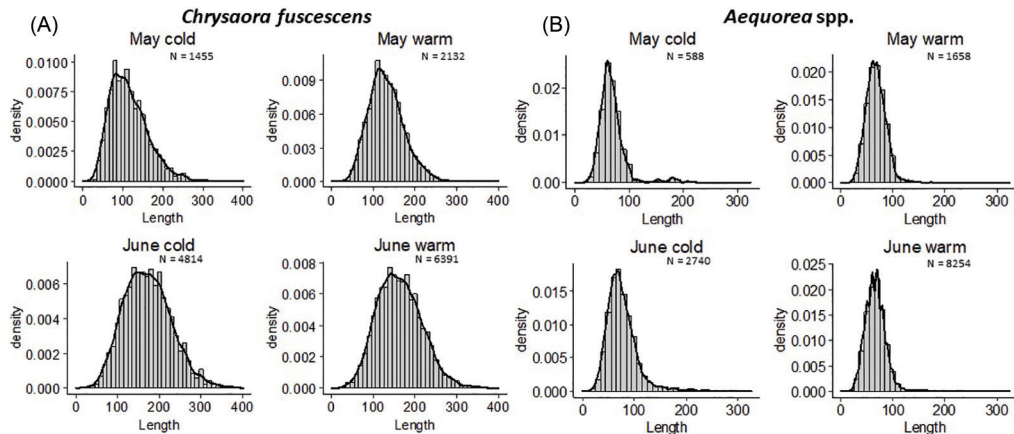 (A) Chrysaora fuscescens
May cold
N = 1455
0.0100
0.0075
0.0050
0.0025
0.0000
density
0 100 200 300 400
Length
May warm
N = 2132
0.009
0.006
0.003
0.000
density
0 100 200 300 400
Length
June cold
N = 4814
0.006
0.004
0.002
0.000
density
0 100 200 300 400
Length
June warm
N = 6391
0.008
0.006
0.004
0.002
0.000
density
0 100 200 300 400
Length
(B) Aequorea spp.
May cold
N = 588
0.02
0.01
0.00
density
0 100 200 300
Length
May warm
N = 1658
0.020
0.015
0.010
0.005
0.000
density
0 100 200 300
Length
June cold
N = 2740
0.015
0.010
0.005
0.000
density
0 100 200 300
Length
June warm
N = 8254
0.025
0.020
0.015
0.010
0.005
0.000
density
0 100 200 300
Length